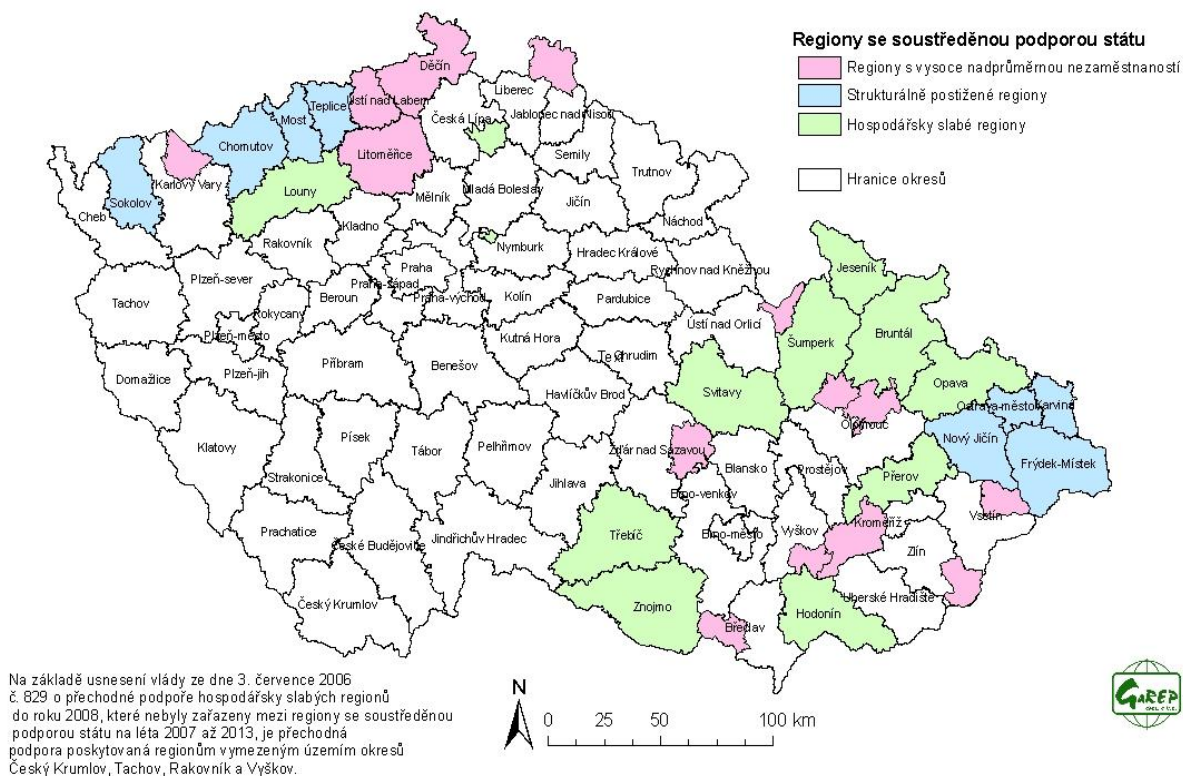 Regiony se soustředěnou podporou státu
Regiony s vysoce nadprůměrnou nezaměstnaností
Strukturálně postižené regiony
Hospodářsky slabé regiony
Hranice okresů
Děčín
Liberec
Teplice
Ústí nad Labem
Most
Česká Lípa
Jablonec nad Nisou
Chomutov
Litoměřice
Semily
Trutnov
Karlovy Vary
Louny
Mladá Boleslav
Sokolov
Mělník
Jičín
Cheb
Kladno
Náchod
Rakovník
Nymburk
Hradec Králové
Jeseník
Plzeň-sever
Praha
Rychnov nad Kněžnou
Praha-západ
Tachov
Beroun
Praha-východ
Kolín
Pardubice
Rokycany
Ústí nad Orlicí
Bruntál
Plzeň-město
Kutná Hora
Šumperk
Text
Chrudim
Příbram
Benešov
Domažlice
Plzeň-jih
Svitavy
Opava
Havlíčkův Brod
Ostrava-město
Karviná
Olomouc
Klatovy
Písek
Tábor
Pelhřimov
Žďár nad Sázavou
Nový Jičín
Frýdek-Místek
Strakonice
Jihlava
Blansko
Prostějov
Přerov
Brno-venkov
Vsetín
Prachatice
České Budějovice
Jindřichův Hradec
Třebíč
Brno-město
Vyškov
Kroměříž
Zlín
Český Krumlov
Znojmo
Břeclav
Hodonín
Uherské Hradiště
Na základě usnesení vlády ze dne 3. července 2006
č. 829 o přechodné podpoře hospodářsky slabých regionů
do roku 2008, které nebyly zařazeny mezi regiony se soustředěnou
podporou státu na léta 2007 až 2013, je přechodná
podpora poskytovaná regionům vymezeným územím okresů
Český Krumlov, Tachov, Rakovník a Vyškov.
N
0 25 50 100 km
GaREP